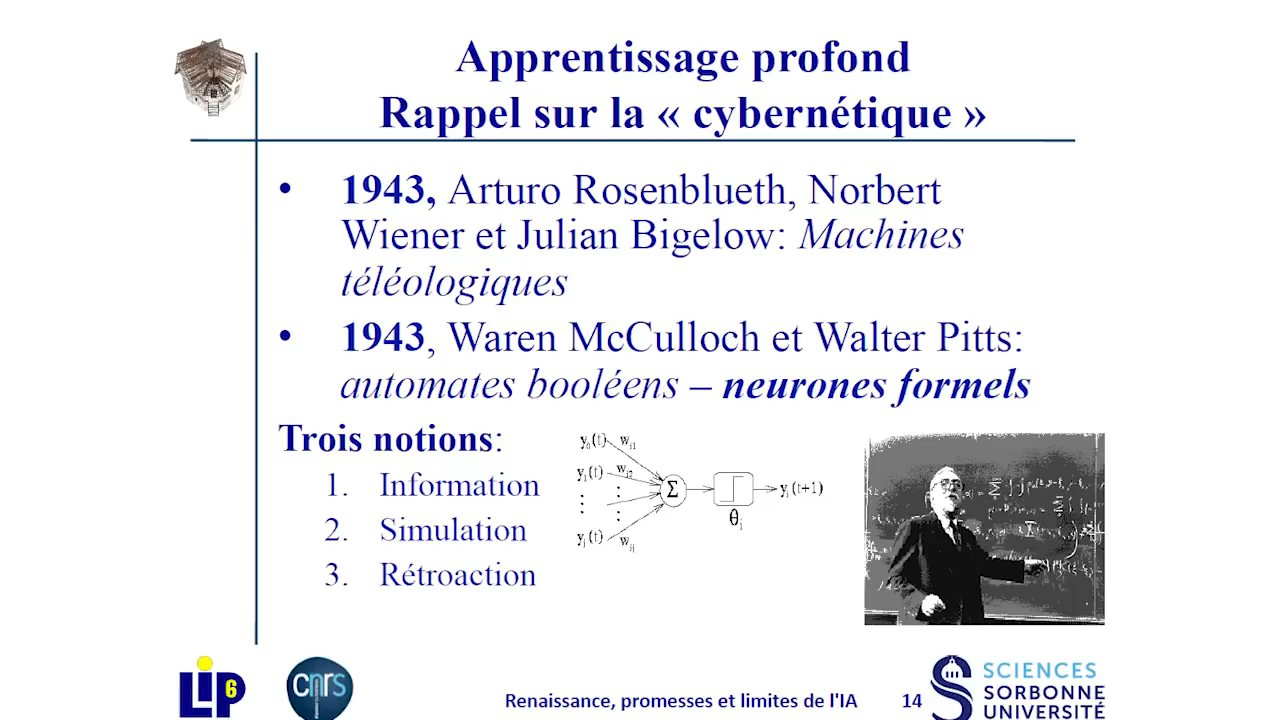 Apprentissage profond
Rappel sur la « cybernétique »
• 1943, Arturo Rosenblueth, Norbert
Wiener et Julian Bigelow: Machines
téléologiques
• 1943, Waren McCulloch et Walter Pitts:
automates booléens – neurones formels
Trois notions:
1. Information
2. Simulation
3. Rétroaction
y₀(t) wᵢ₁
y₁(t) wᵢ₂
Σ
yᵢ(t+1)
θᵢ
yⱼ(t) wᵢⱼ
LIP6
cnrs
Renaissance, promesses et limites de l'IA 14
SCIENCES
SORBONNE
UNIVERSITÉ